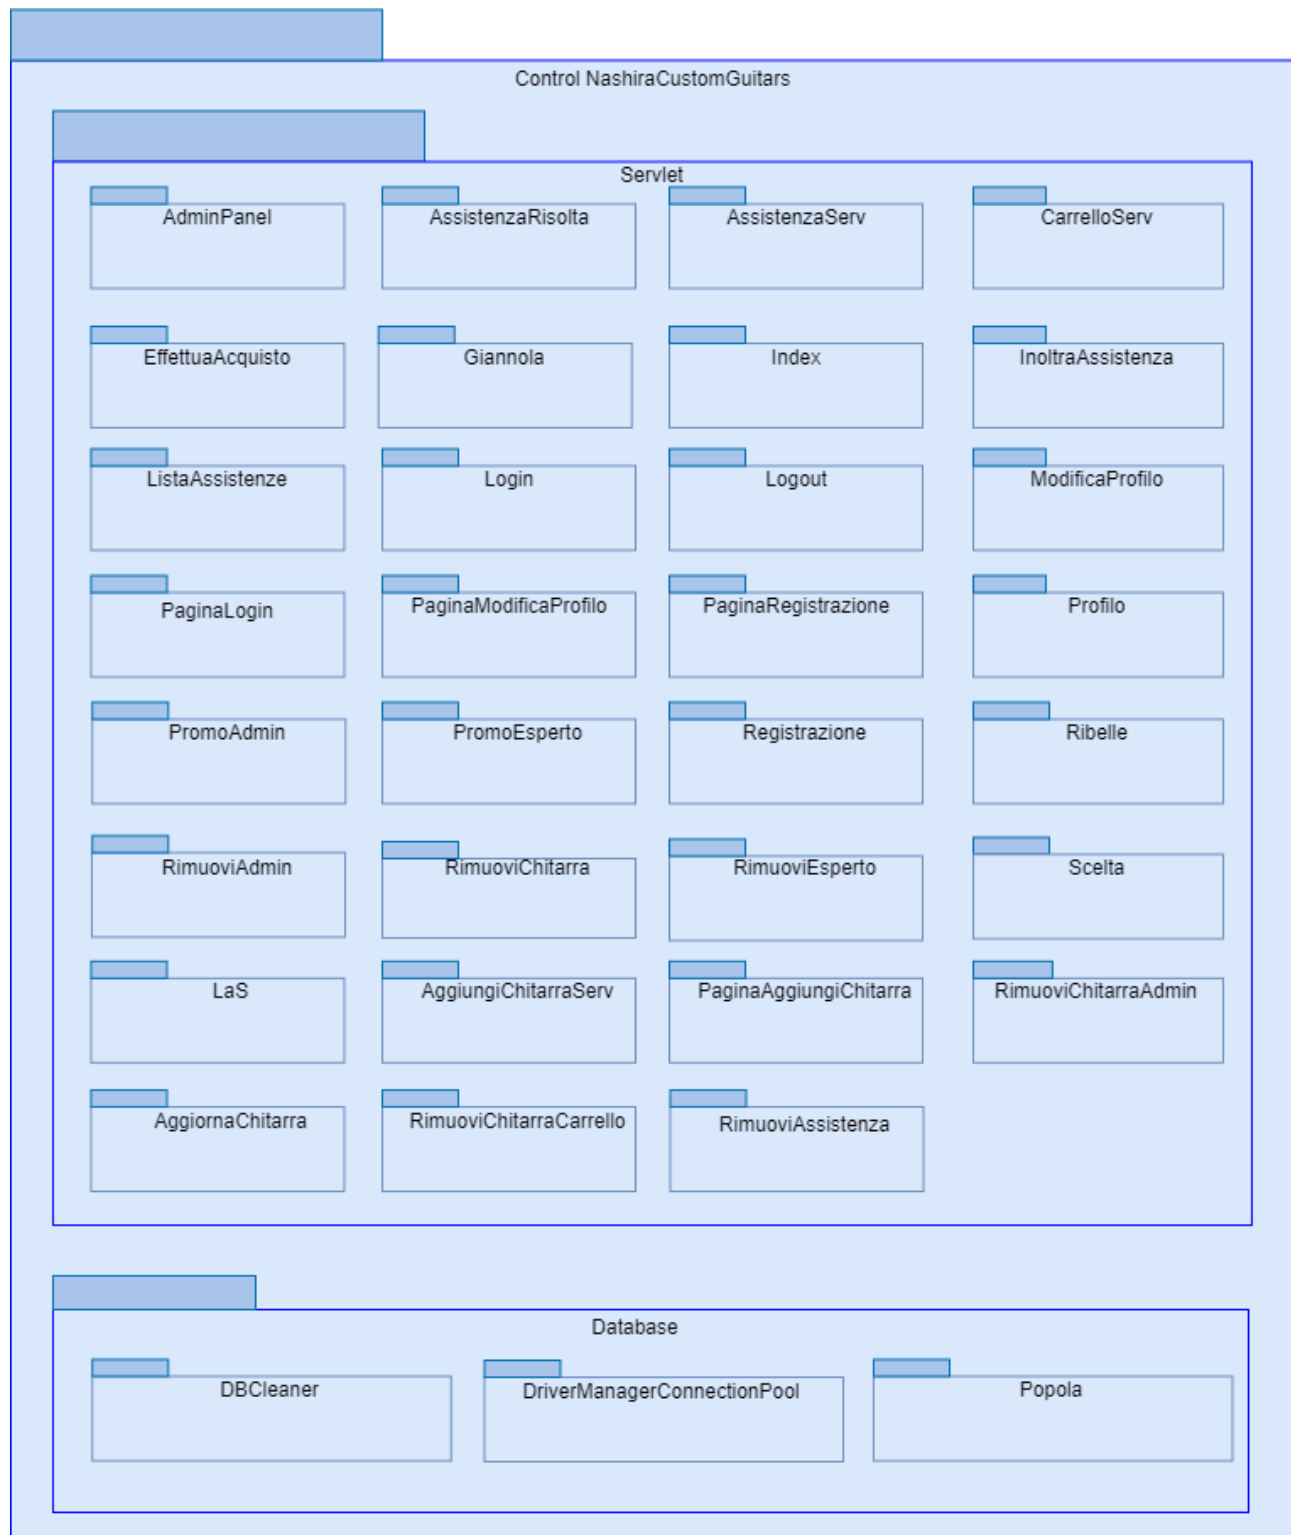 Control NashiraCustomGuitars
Servlet
AdminPanel
AssistenzaRisolta
AssistenzaServ
CarrelloServ
EffettuaAcquisto
Giannola
Index
InoltraAssistenza
ListaAssistenze
Login
Logout
ModificaProfilo
PaginaLogin
PaginaModificaProfilo
PaginaRegistrazione
Profilo
PromoAdmin
PromoEsperto
Registrazione
Ribelle
RimuoviAdmin
RimuoviChitarra
RimuoviEsperto
Scelta
LaS
AggiungiChitarraServ
PaginaAggiungiChitarra
RimuoviChitarraAdmin
AggiornaChitarra
RimuoviChitarraCarrello
RimuoviAssistenza
Database
DBCleaner
DriverManagerConnectionPool
Popola